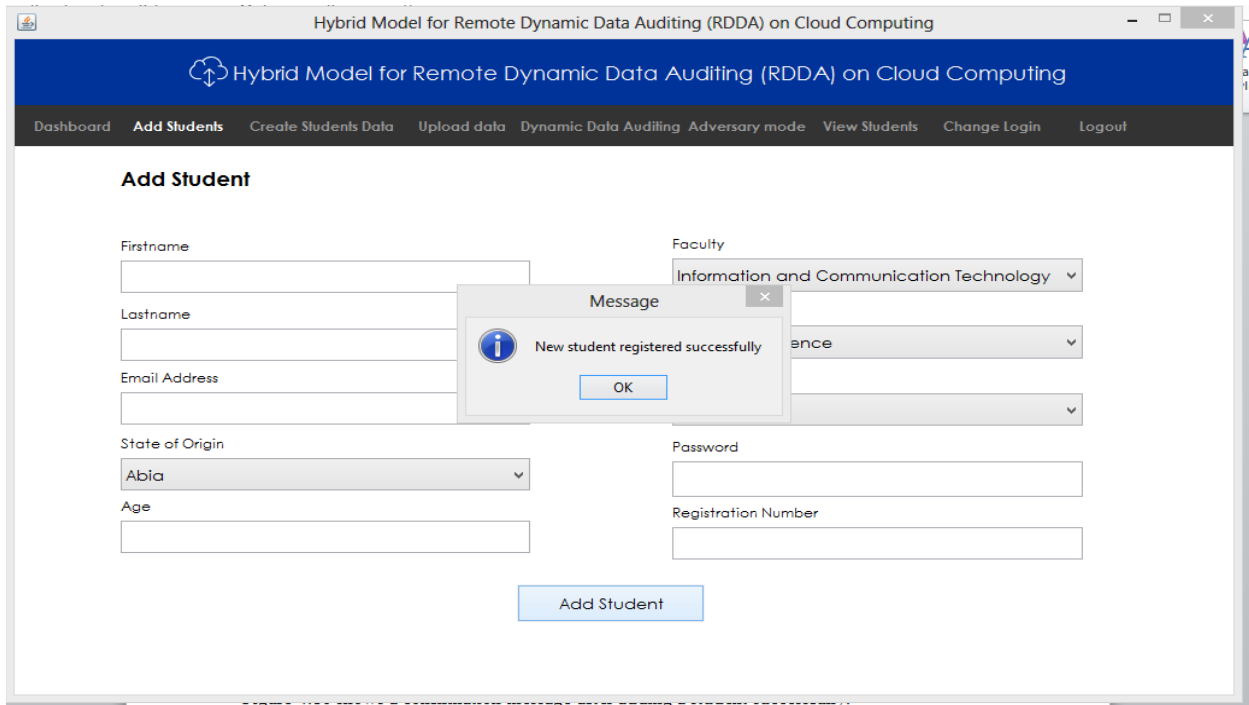 Hybrid Model for Remote Dynamic Data Auditing (RDDA) on Cloud Computing
Hybrid Model for Remote Dynamic Data Auditing (RDDA) on Cloud Computing
Dashboard Add Students Create Students Data Upload data Dynamic Data Auditing Adversary mode View Students Change Login Logout
Add Student
Firstname
Faculty
Information and Communication Technology
Message
Lastname
New student registered successfully
ence
OK
Email Address
State of Origin
Password
Abia
Age
Registration Number
Add Student